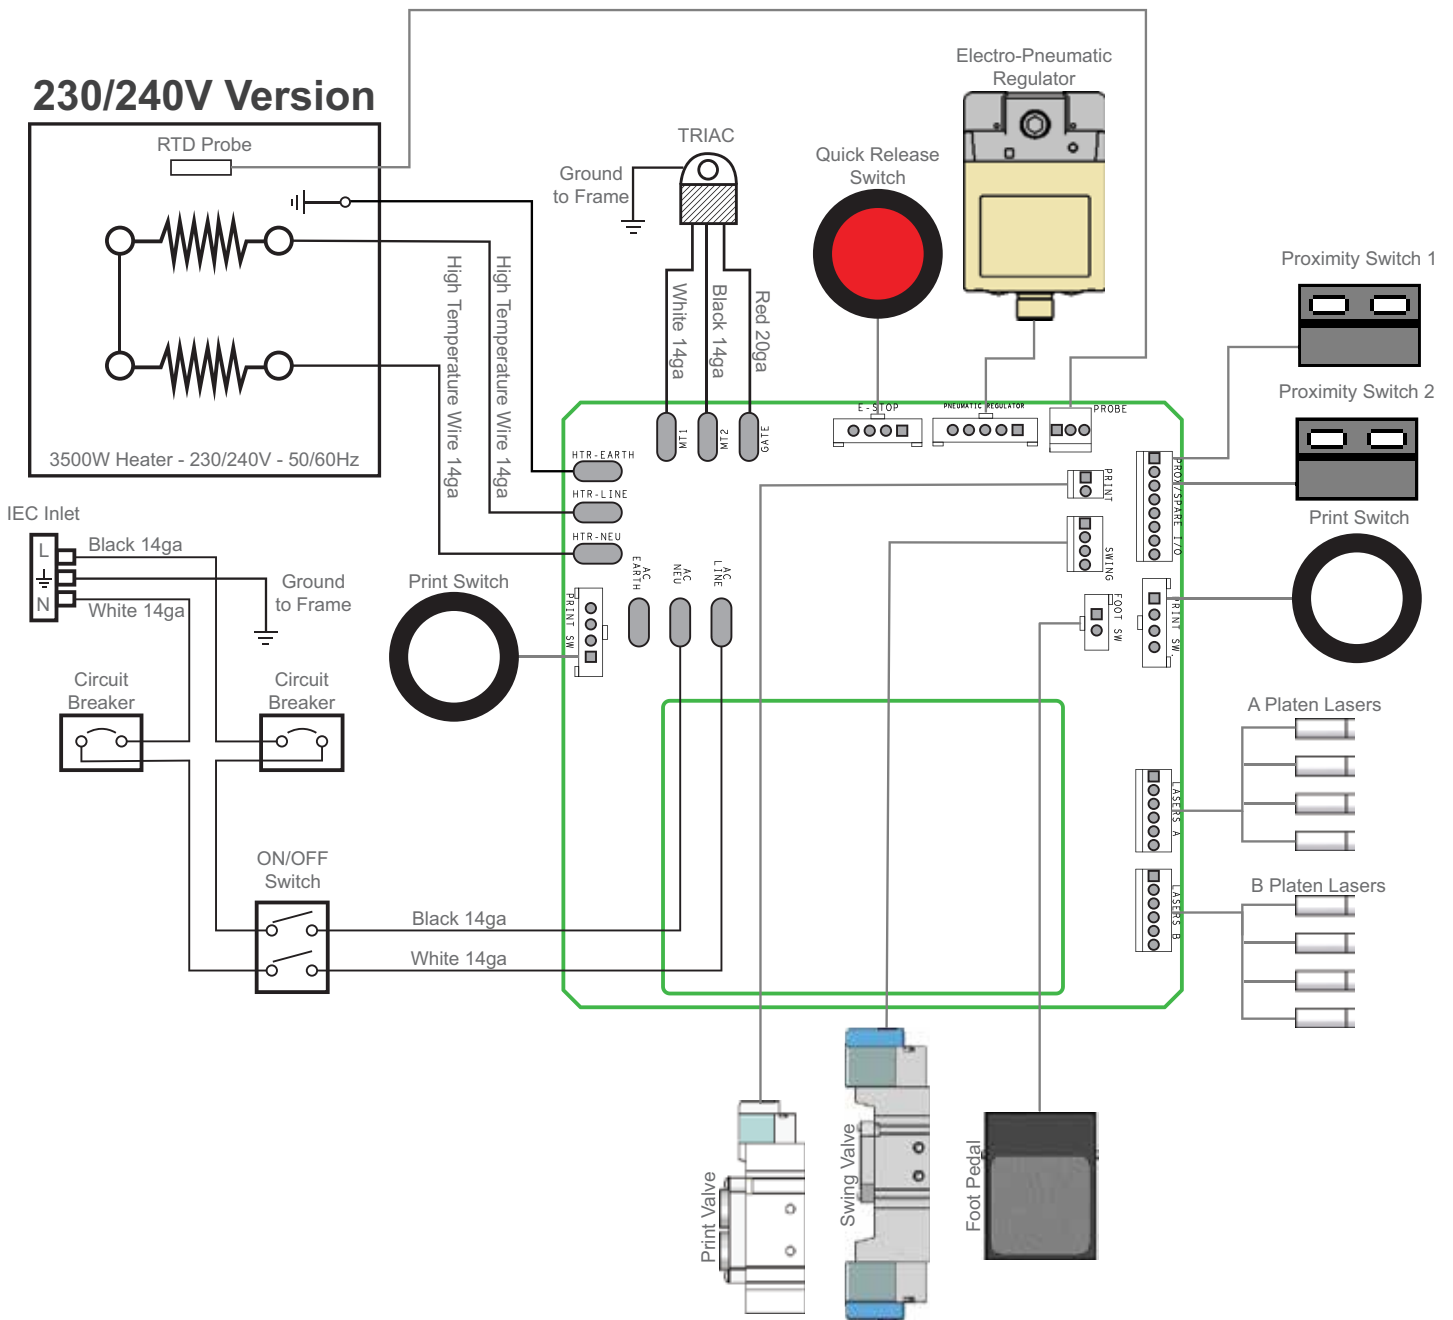 230/240V Version
RTD Probe
3500W Heater - 230/240V - 50/60Hz
High Temperature Wire 14ga
High Temperature Wire 14ga
TRIAC
Ground
to Frame
White 14ga
Black 14ga
Red 20ga
Quick Release
Switch
Electro-Pneumatic
Regulator
Proximity Switch 1
Proximity Switch 2
Print Switch
IEC Inlet
L
N
Black 14ga
White 14ga
Ground
to Frame
Circuit
Breaker
Circuit
Breaker
ON/OFF
Switch
Black 14ga
White 14ga
Print Switch
MT1
MT2
GATE
E-STOP
PNEUMATIC REGULATOR
PROBE
HTR-EARTH
HTR-LINE
HTR-NEU
AC
EARTH
AC
NEU
AC
LINE
PRINT SW
PRINT
SWING
FOOT SW
PROX/SPARE I/O
PRINT SW.
LASERS A
LASERS B
A Platen Lasers
B Platen Lasers
Print Valve
Swing Valve
Foot Pedal